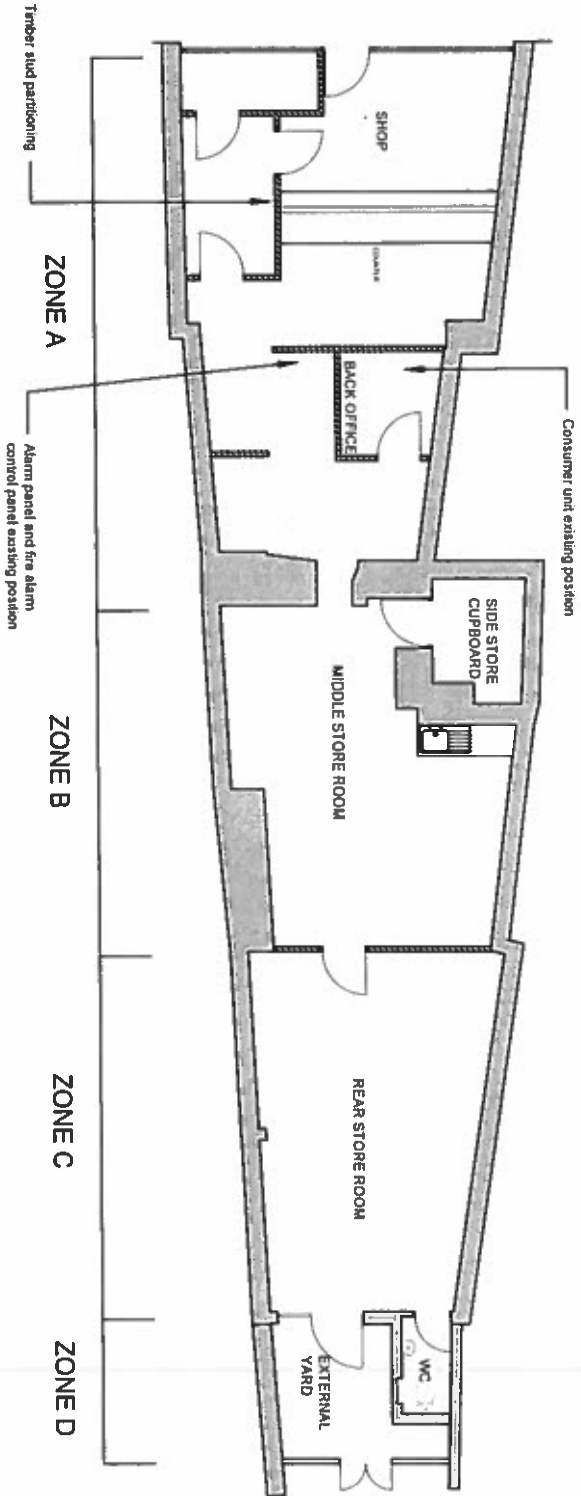 Timber stud partitioning
Alarm panel and fire alarm
control panel existing position
Consumer unit existing position
SHOP
COUNTER
BACK OFFICE
SIDE STORE
CUPBOARD
MIDDLE STORE ROOM
REAR STORE ROOM
WC
EXTERNAL
YARD
ZONE A
ZONE B
ZONE C
ZONE D